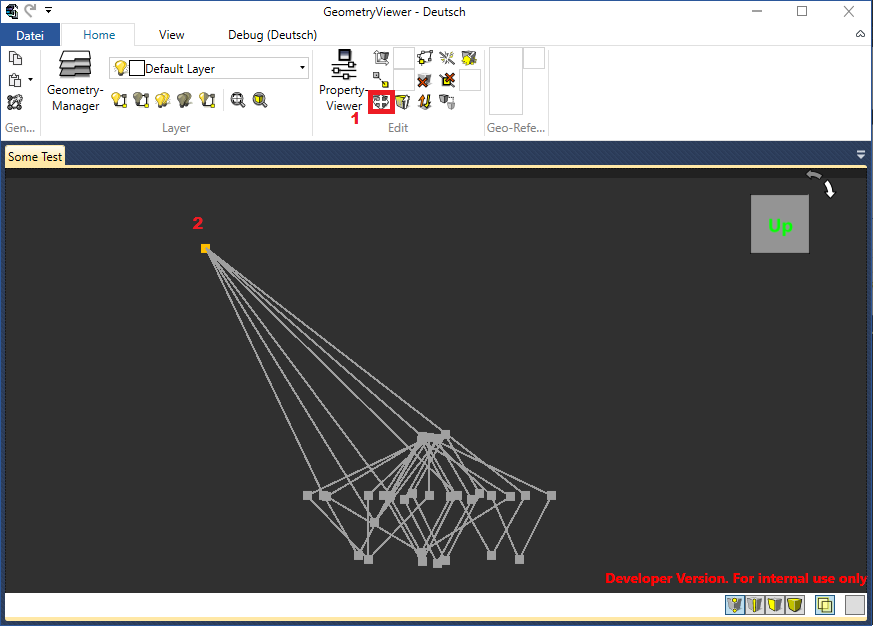 GeometryViewer - Deutsch
Datei
Home
View
Debug (Deutsch)
Geometry-
Manager
Default Layer
Property-
Viewer
1
Gen...
Layer
Edit
Geo-Refe...
Some Test
2
Up
Developer Version. For internal use only